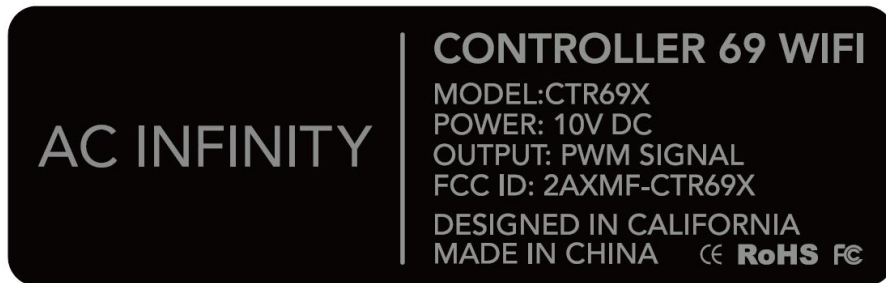 AC INFINITY
CONTROLLER 69 WIFI
MODEL:CTR69X
POWER: 10V DC
OUTPUT: PWM SIGNAL
FCC ID: 2AXMF-CTR69X
DESIGNED IN CALIFORNIA
MADE IN CHINA CE RoHS FC